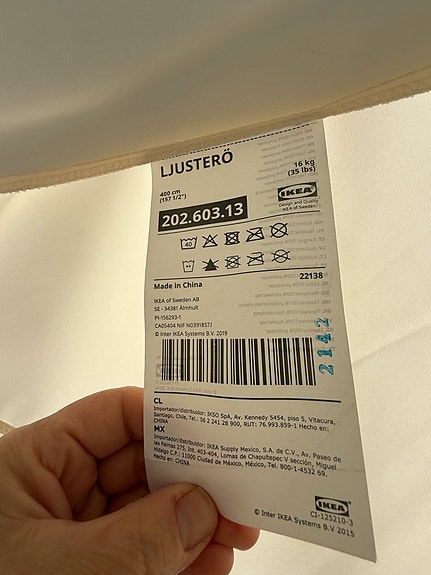 LJUSTERÖ
16 kg
(35 lbs)
400 cm
(157 1/2")
IKEA
Design and Quality
IKEA of Sweden
202.603.13
40
Made in China
22138
IKEA of Sweden AB
SE - 34381 Älmhult
PI-156293-1
CA05404 NIF N0391857J
© Inter IKEA Systems B.V. 2019
2142
CL
Importador/distribuidor: IKSO SpA, Av. Kennedy 5454, piso 5, Vitacura,
Santiago, Chile, Tel.: 56 2 241 28 900, RUT: 76.993.859-1 Hecho en:
CHINA
MX
Importador/distribuidor: IKEA Supply Mexico, S.A. de C.V., Av. Paseo de
las Palmas 275, Int. 403-404, Lomas de Chapultepec V sección, Miguel
Hidalgo C.P.: 11000 Ciudad de México, México, Tel. 800-1-4532 69.
Hecho en: CHINA
IKEA
CI-125210-3
© Inter IKEA Systems B.V 2015